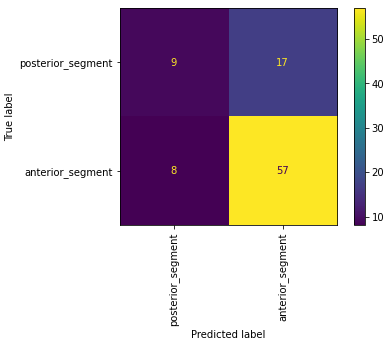 posterior_segment
anterior_segment
True label
9
17
8
57
posterior_segment
anterior_segment
Predicted label
50
40
30
20
10